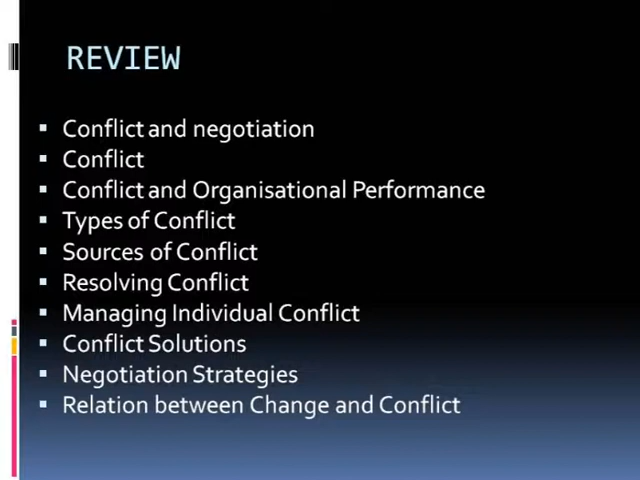 REVIEW
Conflict and negotiation
Conflict
Conflict and Organisational Performance
Types of Conflict
Sources of Conflict
Resolving Conflict
Managing Individual Conflict
Conflict Solutions
Negotiation Strategies
Relation between Change and Conflict